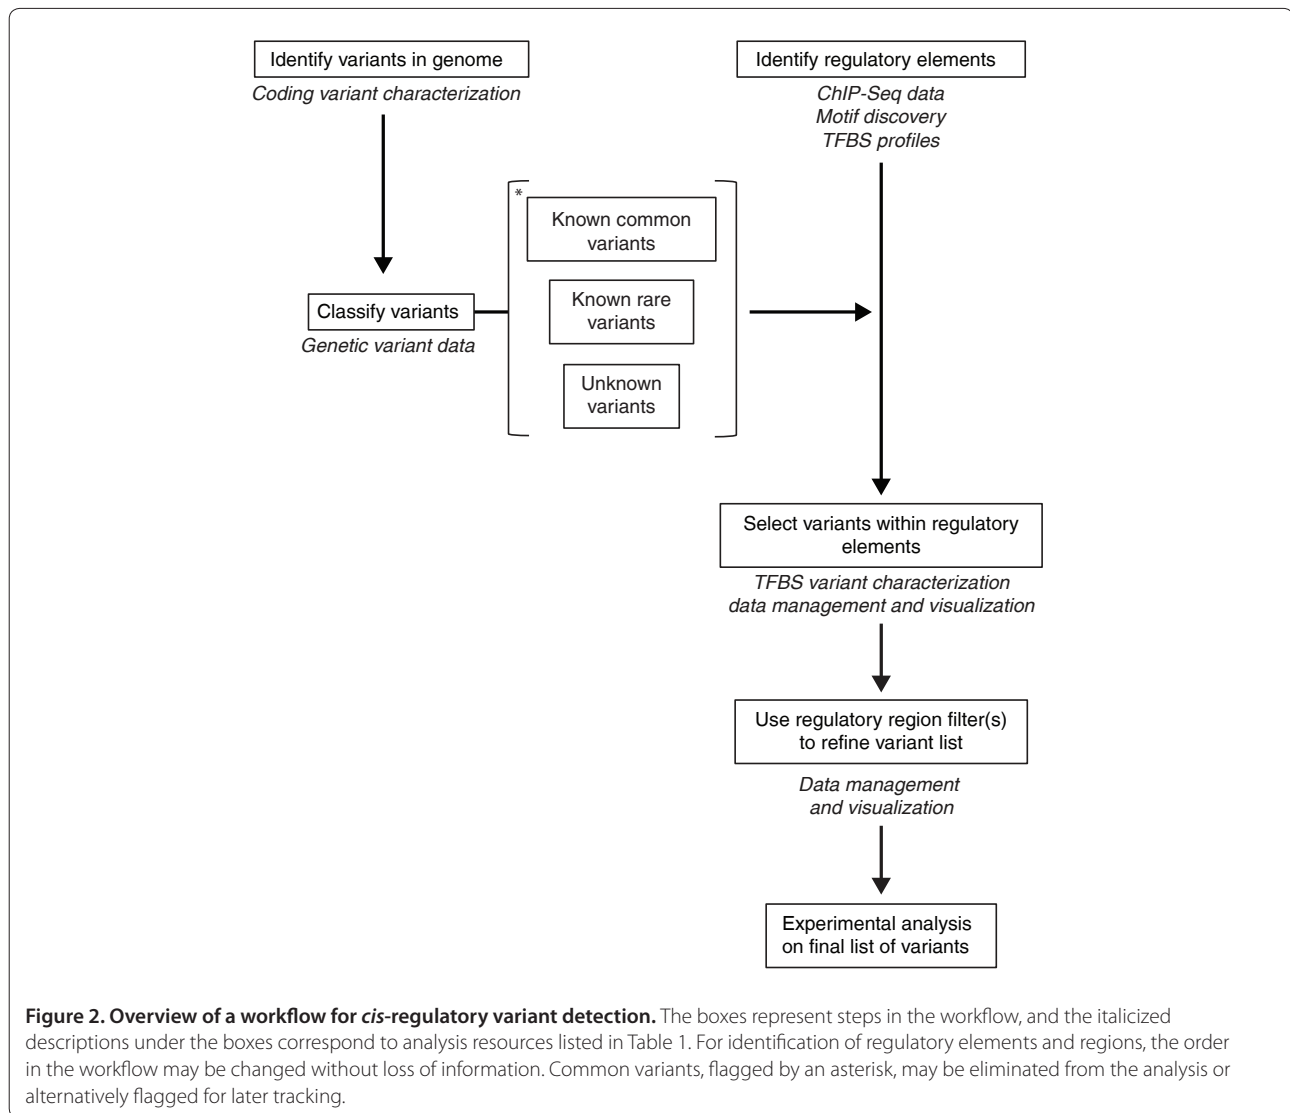 Identify variants in genome
Coding variant characterization
Identify regulatory elements
ChIP-Seq data
Motif discovery
TFBS profiles
*
Known common
variants
Known rare
variants
Unknown
variants
Classify variants
Genetic variant data
Select variants within regulatory
elements
TFBS variant characterization
data management and visualization
Use regulatory region filter(s)
to refine variant list
Data management
and visualization
Experimental analysis
on final list of variants
Figure 2. Overview of a workflow for cis-regulatory variant detection. The boxes represent steps in the workflow, and the italicized
descriptions under the boxes correspond to analysis resources listed in Table 1. For identification of regulatory elements and regions, the order
in the workflow may be changed without loss of information. Common variants, flagged by an asterisk, may be eliminated from the analysis or
alternatively flagged for later tracking.